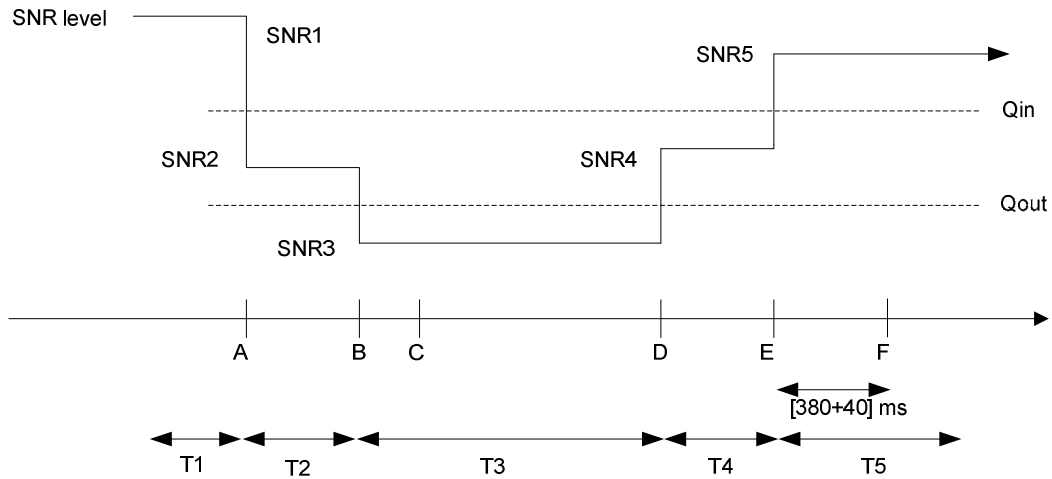 SNR level
SNR1
SNR5
Qin
SNR2
SNR4
Qout
SNR3
A
B
C
D
E
F
[380+40] ms
T1
T2
T3
T4
T5